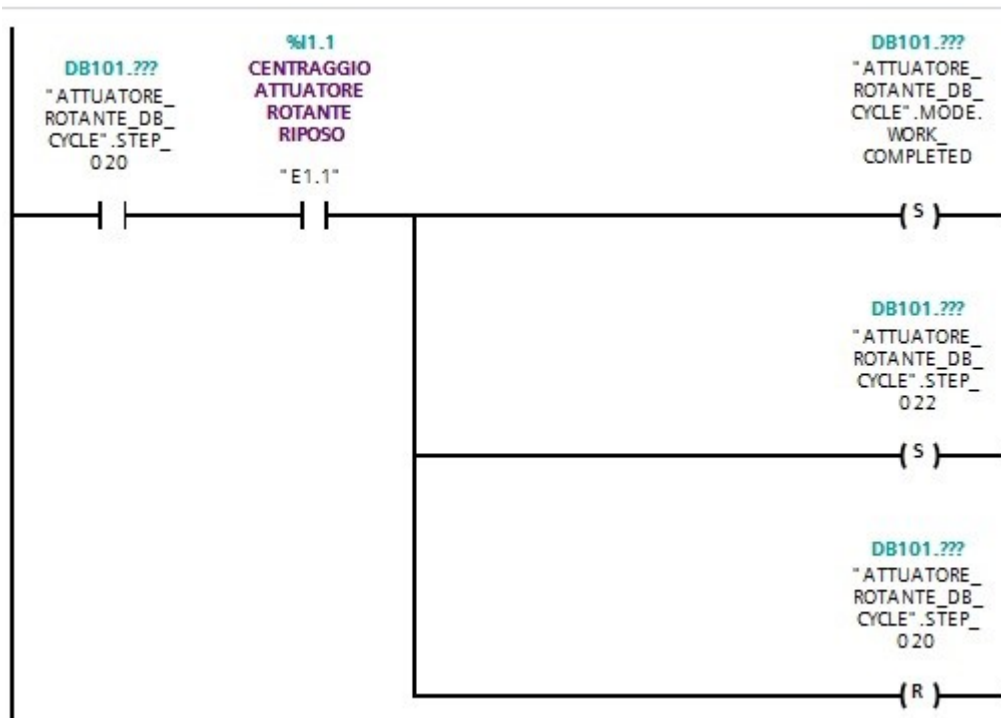 DB101.???
"ATTUATORE_
ROTANTE_DB_
CYCLE".STEP_
020
%I1.1
CENTRAGGIO
ATTUATORE
ROTANTE
RIPOSO
"E1.1"
DB101.???
"ATTUATORE_
ROTANTE_DB_
CYCLE".MODE.
WORK_
COMPLETED
S
DB101.???
"ATTUATORE_
ROTANTE_DB_
CYCLE".STEP_
022
S
DB101.???
"ATTUATORE_
ROTANTE_DB_
CYCLE".STEP_
020
R